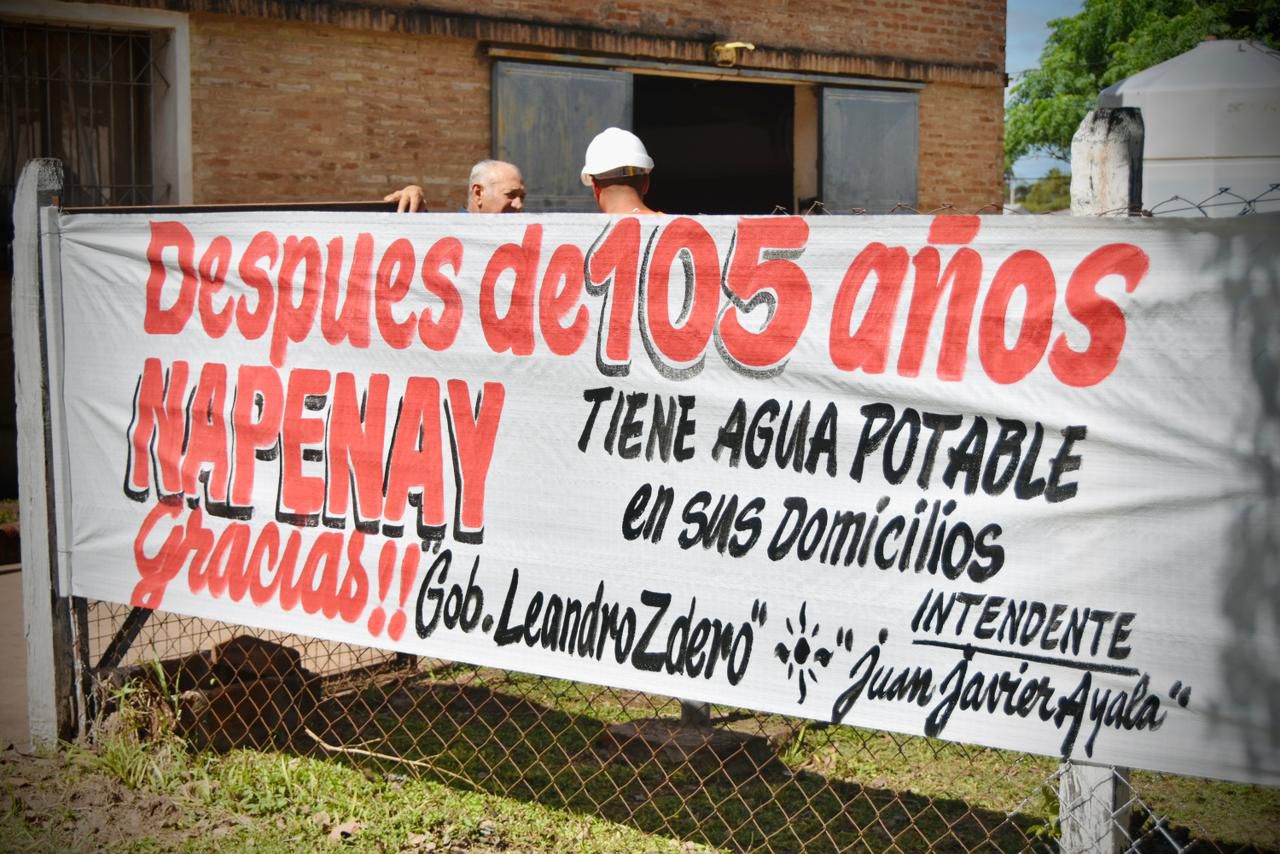 Despues de 105 años
NAPENAY
TIENE AGUA POTABLE
en sus Domicilios
Gracias!! "Gob. Leandro Zdero"
INTENDENTE
"Juan Javier Ayala"